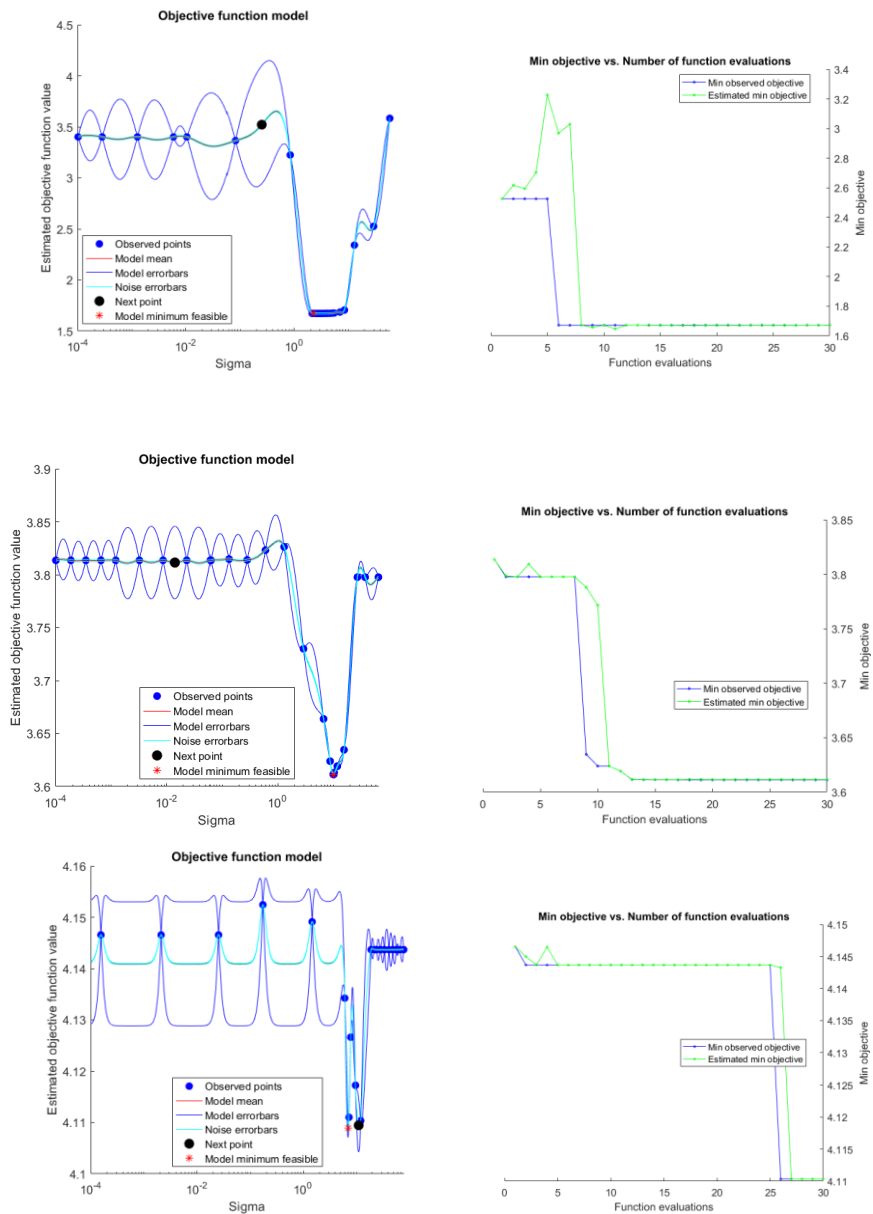 Objective function model
4.5
4
3.5
3
2.5
2
1.5
Estimated objective function value
Observed points
Model mean
Model errorbars
Noise errorbars
Next point
Model minimum feasible
10-4 10-2 100
Sigma
Min objective vs. Number of function evaluations
Min observed objective
Estimated min objective
3.4
3.2
3
2.8
2.6
2.4
2.2
2
1.8
1.6
Min objective
0 5 10 15 20 25 30
Function evaluations
Objective function model
3.9
3.85
3.8
3.75
3.7
3.65
3.6
Estimated objective function value
Observed points
Model mean
Model errorbars
Noise errorbars
Next point
Model minimum feasible
10-4 10-2 100
Sigma
Min objective vs. Number of function evaluations
3.85
3.8
3.75
3.7
3.65
3.6
Min objective
Min observed objective
Estimated min objective
0 5 10 15 20 25 30
Function evaluations
Objective function model
4.16
4.15
4.14
4.13
4.12
4.11
4.1
Estimated objective function value
Observed points
Model mean
Model errorbars
Noise errorbars
Next point
Model minimum feasible
10-4 10-2 100
Sigma
Min objective vs. Number of function evaluations
4.15
4.145
4.14
4.135
4.13
4.125
4.12
4.115
4.11
Min objective
Min observed objective
Estimated min objective
0 5 10 15 20 25 30
Function evaluations